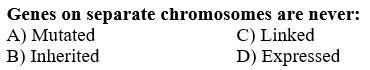 Genes on separate chromosomes are never:
A) Mutated C) Linked
B) Inherited D) Expressed